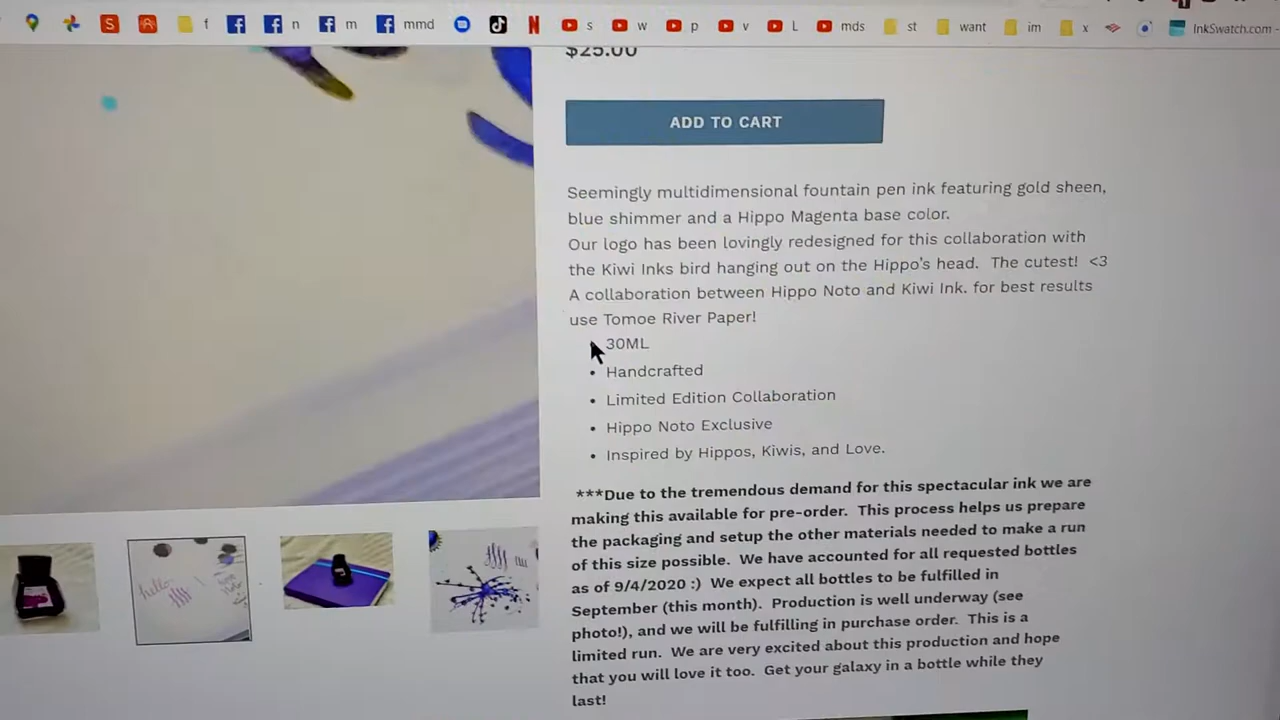 f
n
m
mmd
s
w
p
v
L
mds
st
want
im
x
InkSwatch.com -
$25.00
ADD TO CART
Seemingly multidimensional fountain pen ink featuring gold sheen,
blue shimmer and a Hippo Magenta base color.
Our logo has been lovingly redesigned for this collaboration with
the Kiwi Inks bird hanging out on the Hippo's head. The cutest! <3
A collaboration between Hippo Noto and Kiwi Ink. for best results
use Tomoe River Paper!
30ML
• Handcrafted
• Limited Edition Collaboration
• Hippo Noto Exclusive
• Inspired by Hippos, Kiwis, and Love.
***Due to the tremendous demand for this spectacular ink we are
making this available for pre-order. This process helps us prepare
the packaging and setup the other materials needed to make a run
of this size possible. We have accounted for all requested bottles
as of 9/4/2020 :) We expect all bottles to be fulfilled in
September (this month). Production is well underway (see
photo!), and we will be fulfilling in purchase order. This is a
limited run. We are very excited about this production and hope
that you will love it too. Get your galaxy in a bottle while they
last!
hello